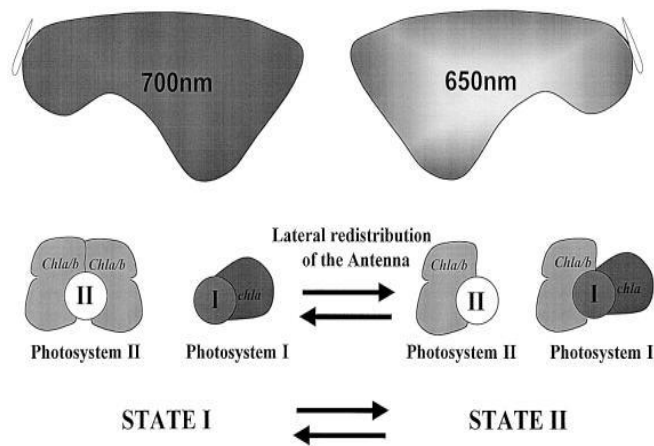 700nm
650nm
Lateral redistribution
of the Antenna
Chla/b Chla/b
II
I
chla
Chla/b
II
Chla/b
I
chla
Photosystem II
Photosystem I
Photosystem II
Photosystem I
STATE I
STATE II